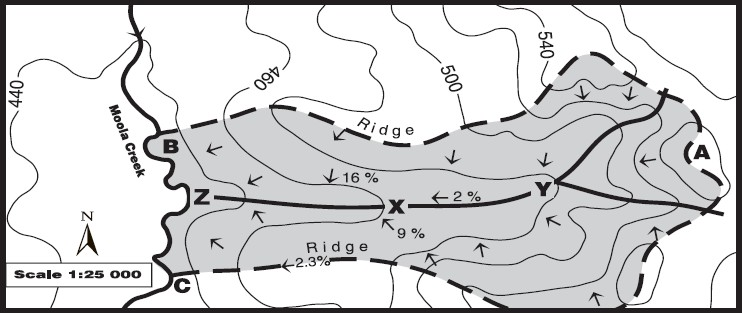 540
440
460
500
Moola Creek
Ridge
B
A
16 %
Z
X
2 %
Y
9 %
N
Ridge
2.3%
Scale 1:25 000
C